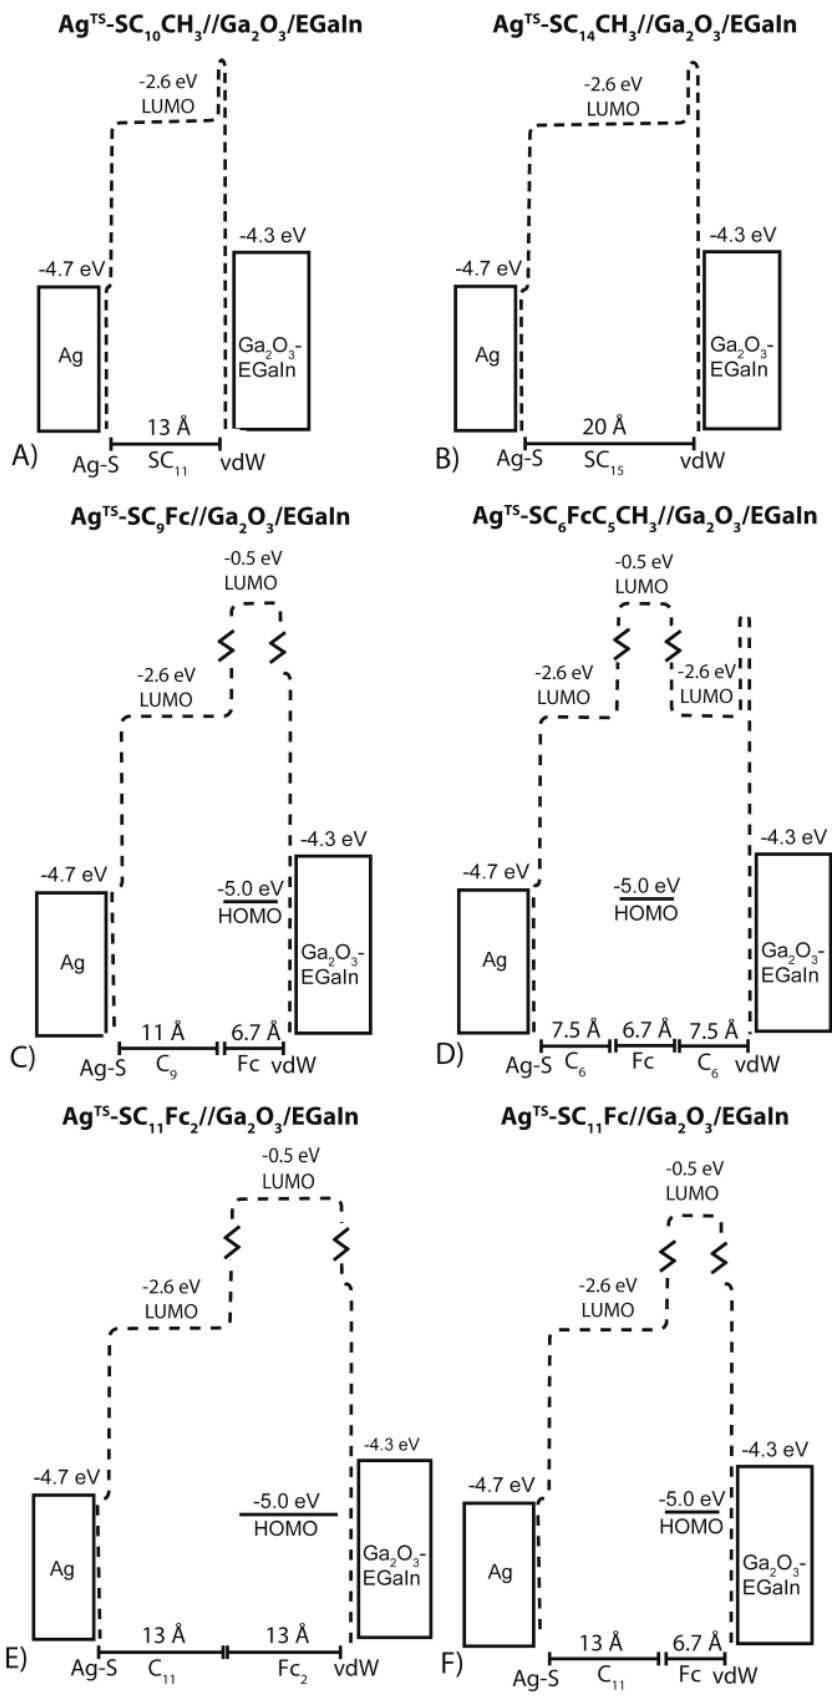 Ag^TS-SC₁₀CH₃//Ga₂O₃/EGaIn
-2.6 eV
LUMO
-4.7 eV
-4.3 eV
Ag
Ga₂O₃-
EGaIn
13 Å
A)
Ag-S
SC₁₁
vdW
Ag^TS-SC₁₄CH₃//Ga₂O₃/EGaIn
-2.6 eV
LUMO
-4.7 eV
-4.3 eV
Ag
Ga₂O₃-
EGaIn
20 Å
B)
Ag-S
SC₁₅
vdW
Ag^TS-SC₉Fc//Ga₂O₃/EGaIn
-0.5 eV
LUMO
-2.6 eV
LUMO
-4.7 eV
-4.3 eV
-5.0 eV
HOMO
Ag
Ga₂O₃-
EGaIn
11 Å
6.7 Å
C)
Ag-S
C₉
Fc
vdW
Ag^TS-SC₆FcC₅CH₃//Ga₂O₃/EGaIn
-0.5 eV
LUMO
-2.6 eV
LUMO
-2.6 eV
LUMO
-4.7 eV
-4.3 eV
-5.0 eV
HOMO
Ag
Ga₂O₃-
EGaIn
7.5 Å
6.7 Å
7.5 Å
D)
Ag-S
C₆
Fc
C₆
vdW
Ag^TS-SC₁₁Fc₂//Ga₂O₃/EGaIn
-0.5 eV
LUMO
-2.6 eV
LUMO
-4.7 eV
-4.3 eV
-5.0 eV
HOMO
Ag
Ga₂O₃-
EGaIn
13 Å
13 Å
E)
Ag-S
C₁₁
Fc₂
vdW
Ag^TS-SC₁₁Fc//Ga₂O₃/EGaIn
-0.5 eV
LUMO
-2.6 eV
LUMO
-4.7 eV
-4.3 eV
-5.0 eV
HOMO
Ag
Ga₂O₃-
EGaIn
13 Å
6.7 Å
F)
Ag-S
C₁₁
Fc
vdW